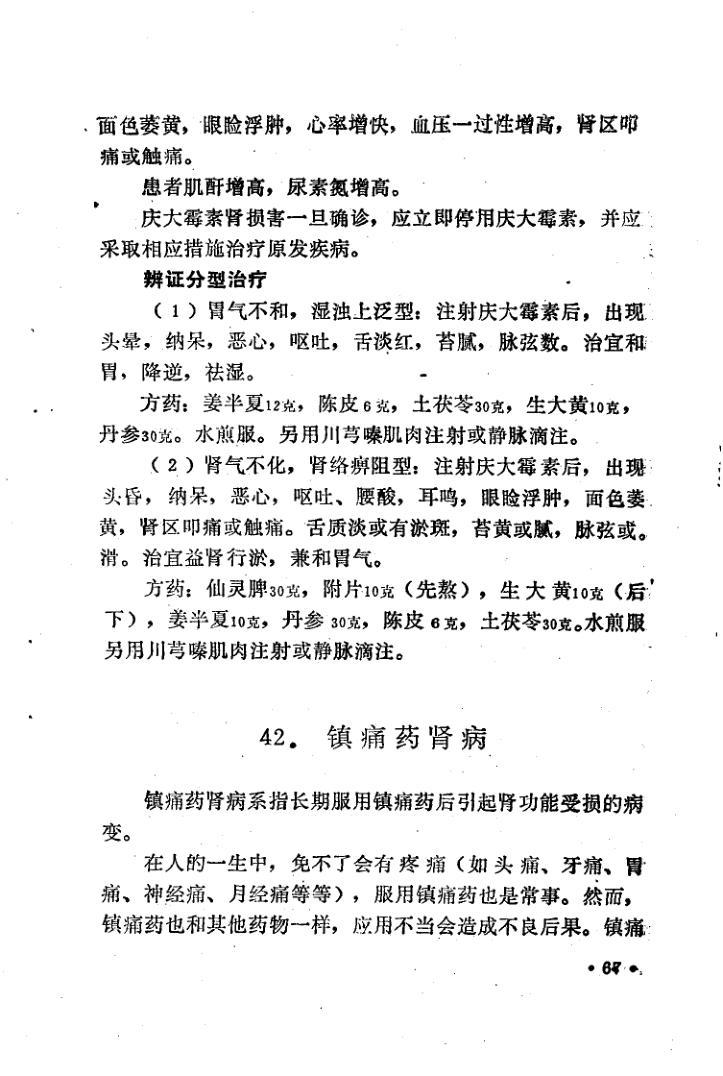 面色萎黄，眼睑浮肿，心率增快，血压一过性增高，肾区叩
痛或触痛。
患者肌酐增高，尿素氮增高。
庆大霉素肾损害一旦确诊，应立即停用庆大霉素，并应
采取相应措施治疗原发疾病。
辨证分型治疗
（1）胃气不和，湿浊上泛型：注射庆大霉素后，出现
头晕，纳呆，恶心，呕吐，舌淡红，苔腻，脉弦数。治宜和
胃，降逆，祛湿。
方药：姜半夏12克，陈皮6克，土茯苓30克，生大黄10克，
丹参30克。水煎服。另用川芎嗪肌肉注射或静脉滴注。
（2）肾气不化，肾络痹阻型：注射庆大霉素后，出现
头昏，纳呆，恶心，呕吐、腰酸，耳鸣，眼睑浮肿，面色萎
黄，肾区叩痛或触痛。舌质淡或有淤斑，苔黄或腻，脉弦或。
滑。治宜益肾行淤，兼和胃气。
方药：仙灵脾30克，附片10克（先熬），生大黄10克（后
下），姜半夏10克，丹参30克，陈皮6克，土茯苓30克。水煎服
另用川芎嗪肌肉注射或静脉滴注。
42．镇痛药肾病
镇痛药肾病系指长期服用镇痛药后引起肾功能受损的病
变。
在人的一生中，免不了会有疼痛（如头痛、牙痛、胃
痛、神经痛、月经痛等等），服用镇痛药也是常事。然而，
镇痛药也和其他药物一样，应用不当会造成不良后果。镇痛
•67•